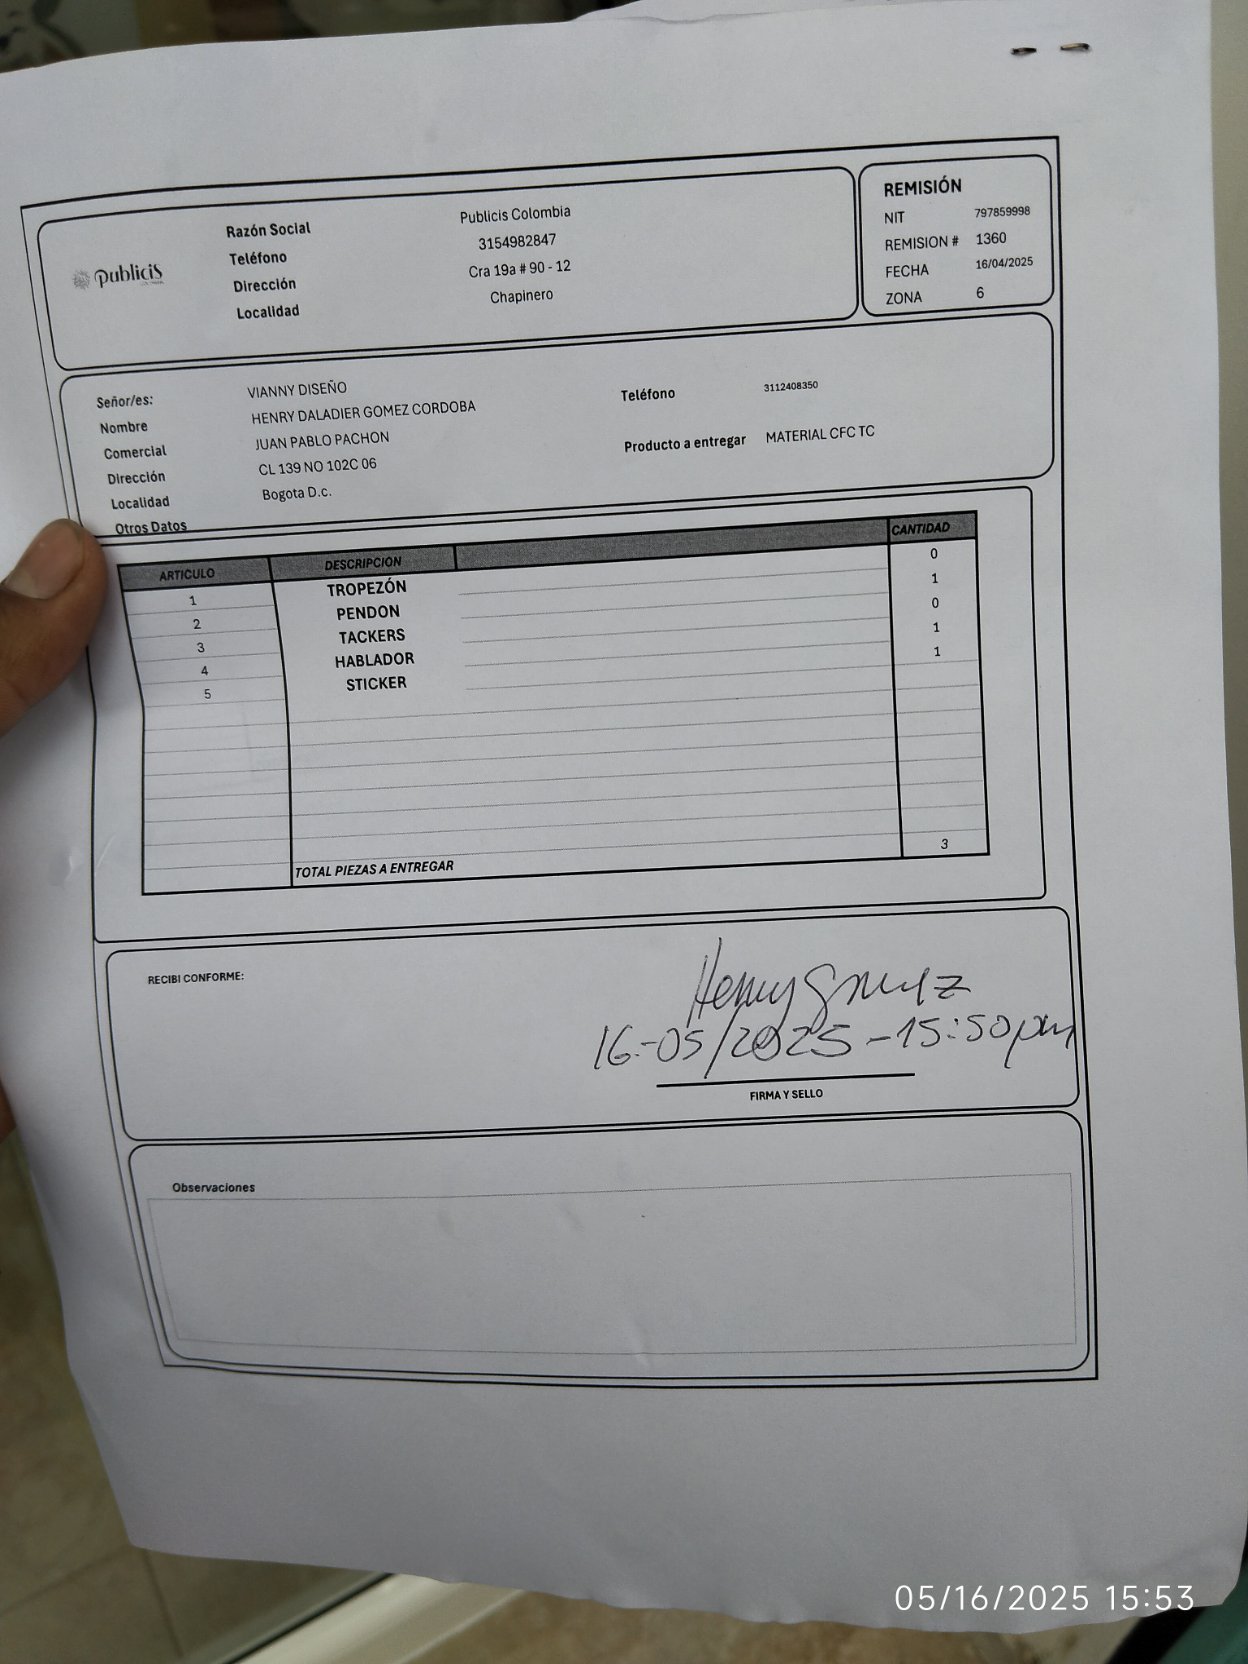 publicis
Razón Social Publicis Colombia
Teléfono 3154982847
Dirección Cra 19a # 90 - 12
Localidad Chapinero
REMISIÓN
NIT 797859998
REMISION # 1360
FECHA 16/04/2025
ZONA 6
Señor/es: VIANNY DISEÑO
Nombre HENRY DALADIER GOMEZ CORDOBA
Comercial JUAN PABLO PACHON
Dirección CL 139 NO 102C 06
Localidad Bogota D.c.
Otros Datos
Teléfono 3112408350
Producto a entregar MATERIAL CFC TC
ARTICULO DESCRIPCION CANTIDAD
1 TROPEZÓN 0
2 PENDON 1
3 TACKERS 0
4 HABLADOR 1
5 STICKER 1
TOTAL PIEZAS A ENTREGAR 3
RECIBI CONFORME:
Henry Gomez
16-05/2025 - 15:50pm
FIRMA Y SELLO
Observaciones
05/16/2025 15:53